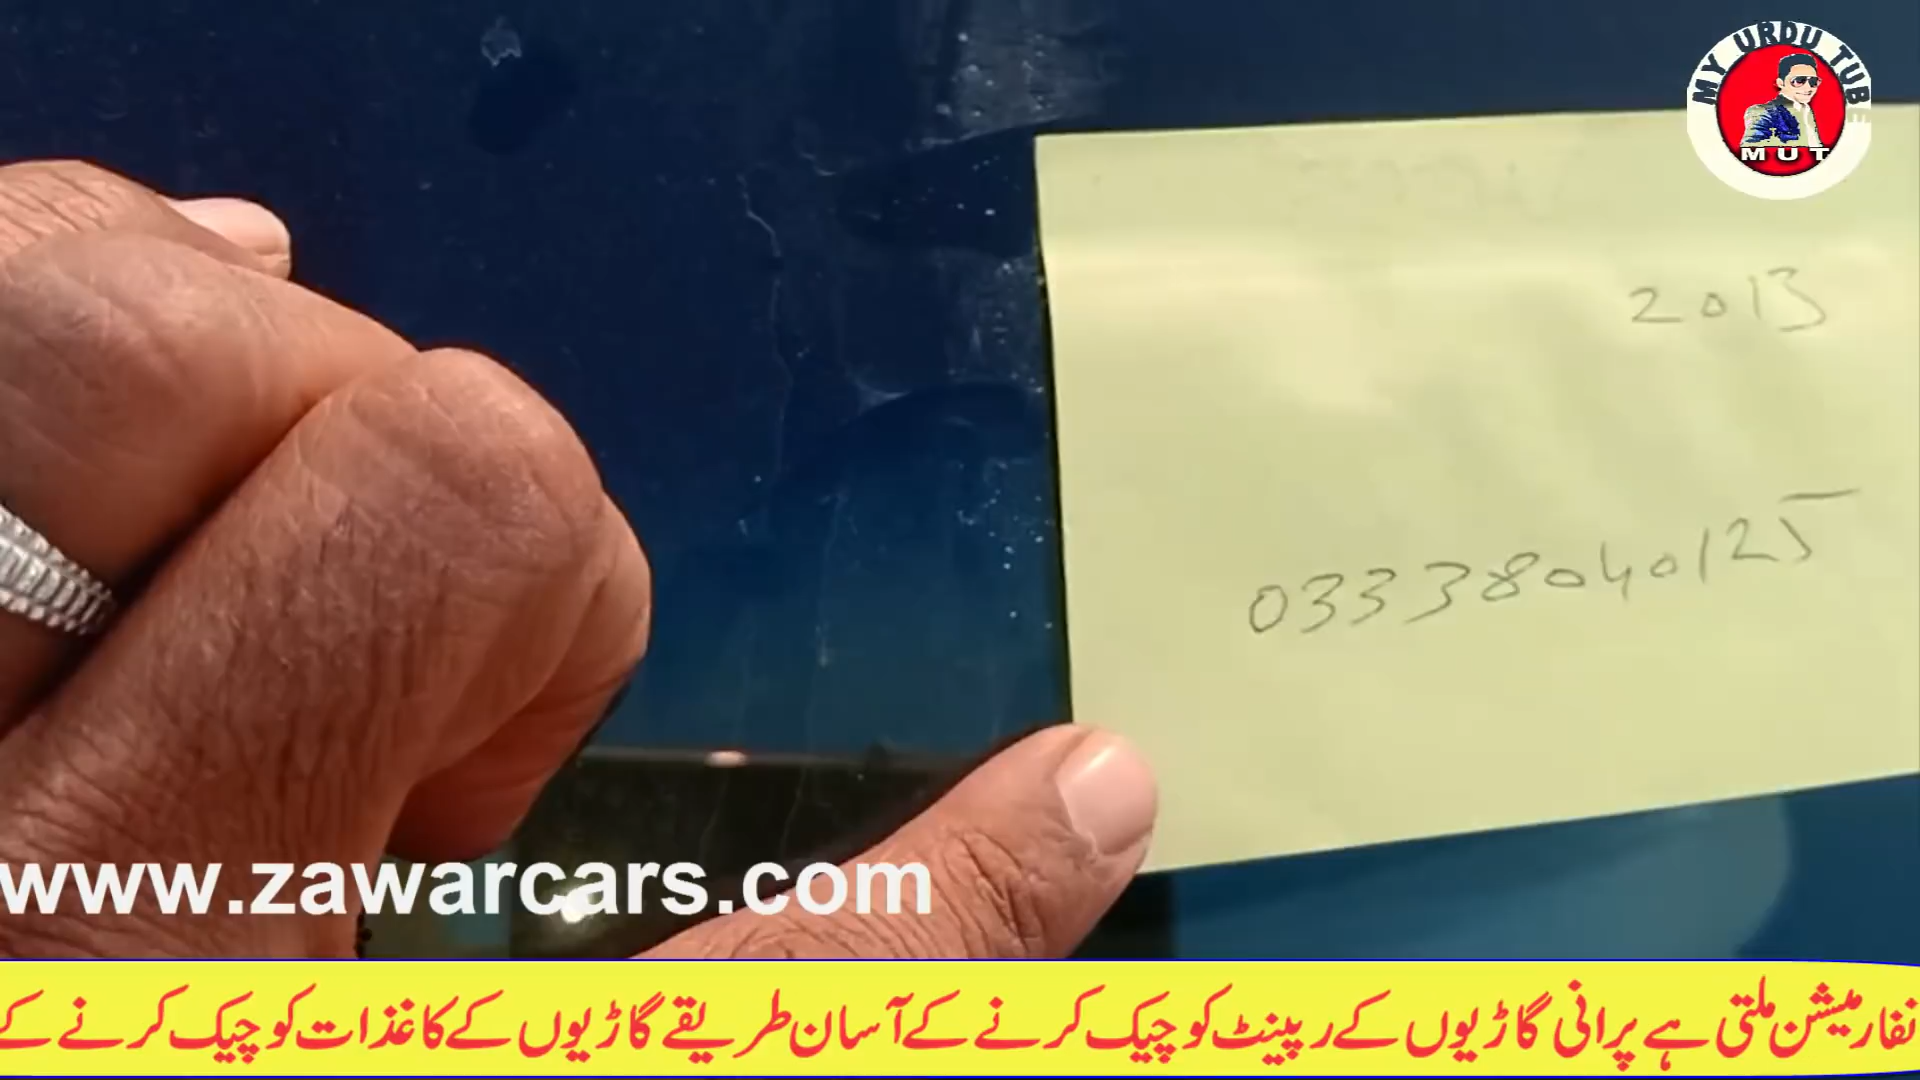 MY URDU TUBE
MUT
2013
03338040125
www.zawarcars.com
نفارمیشن ملتی ہے پرانی گاڑیوں کے رپینٹ کو چیک کرنے کے آسان طریقے گاڑیوں کے کاغذات کو چیک کرنے کے